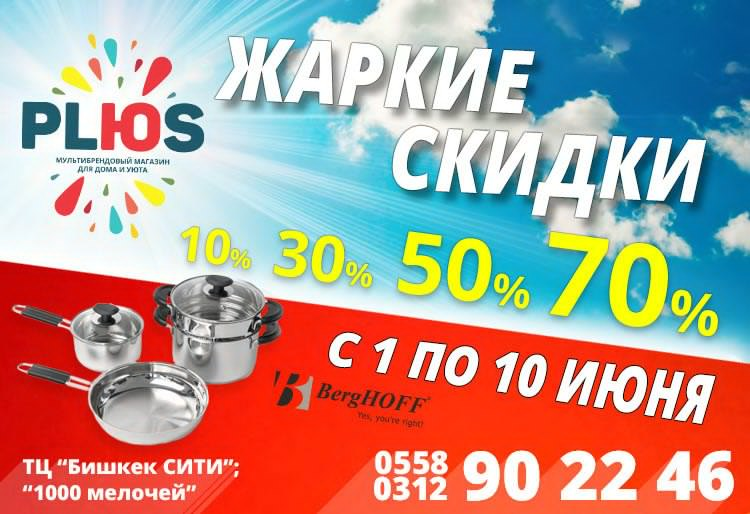 PLЮS
МУЛЬТИБРЕНДОВЫЙ МАГАЗИН
ДЛЯ ДОМА И УЮТА
ЖАРКИЕ
СКИДКИ
10% 30% 50% 70%
С 1 ПО 10 ИЮНЯ
BergHOFF
Yes, you're right!
ТЦ “Бишкек СИТИ”;
“1000 мелочей”
0558
0312
90 22 46